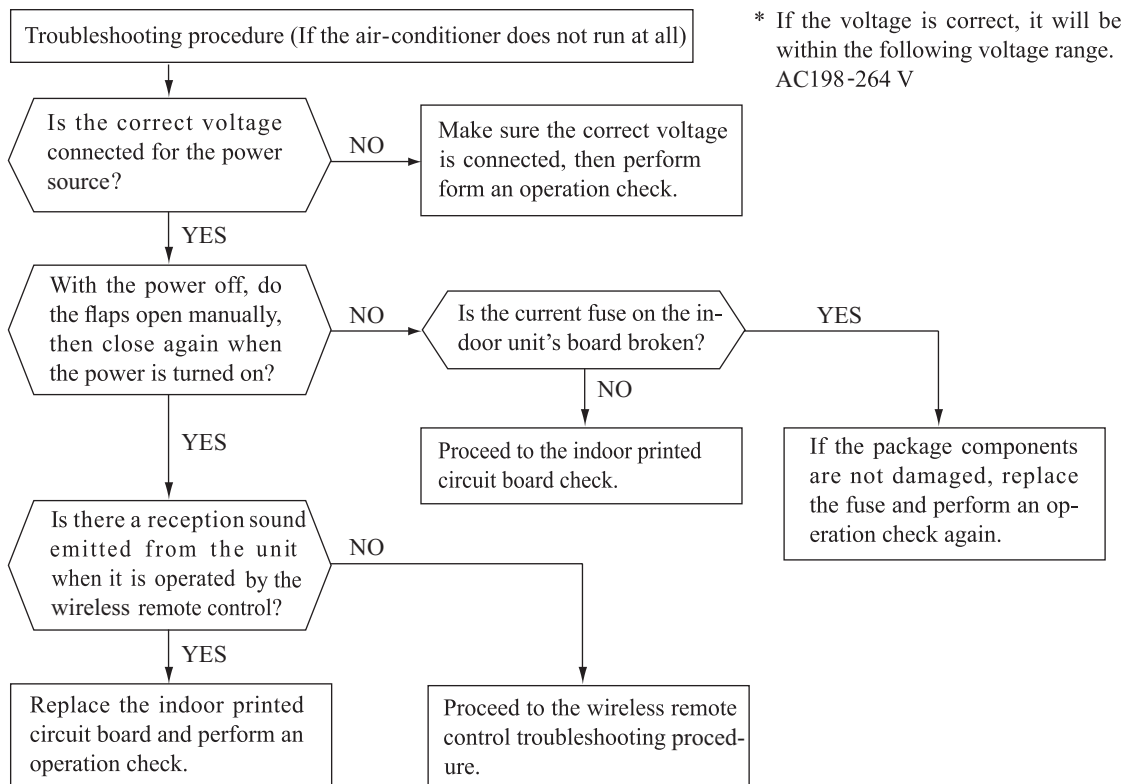 Troubleshooting procedure (If the air-conditioner does not run at all)
* If the voltage is correct, it will be
within the following voltage range.
AC198-264 V
Is the correct voltage
connected for the power
source?
NO
Make sure the correct voltage
is connected, then perform
form an operation check.
YES
With the power off, do
the flaps open manually,
then close again when
the power is turned on?
NO
Is the current fuse on the in-
door unit's board broken?
YES
NO
YES
Proceed to the indoor printed
circuit board check.
If the package components
are not damaged, replace
the fuse and perform an op-
eration check again.
Is there a reception sound
emitted from the unit
when it is operated by the
wireless remote control?
NO
YES
Replace the indoor printed
circuit board and perform an
operation check.
Proceed to the wireless remote
control troubleshooting proced-
ure.